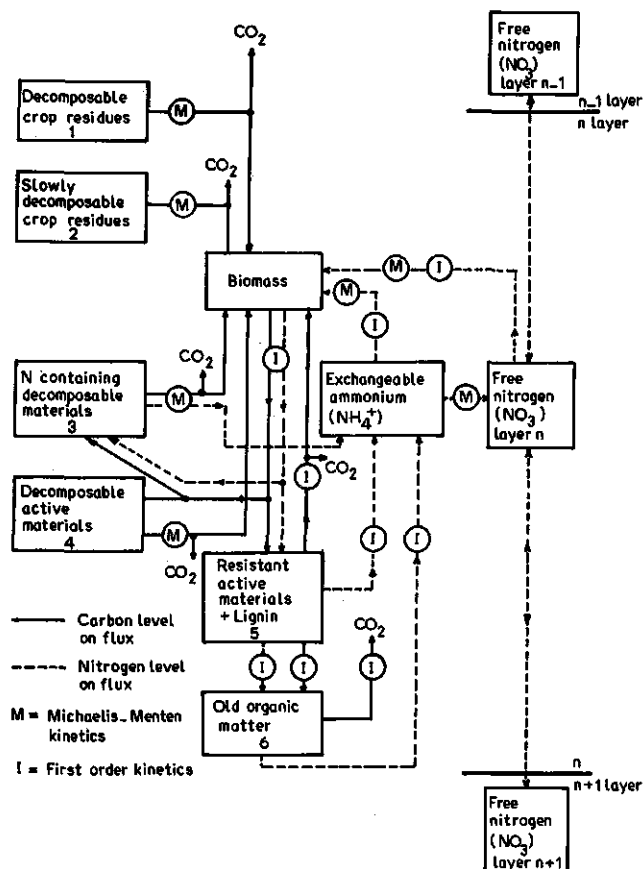 CO2
Free
nitrogen
(NO3)
layer n-1
n-1 layer
n layer
Decomposable
crop residues
1
M
CO2
Slowly
decomposable
crop residues
2
M
Biomass
M
I
M
I
I
CO2
N containing
decomposable
materials
3
M
Exchangeable
ammonium
(NH4+)
M
Free
nitrogen
(NO3)
layer n
CO2
I
Decomposable
active
materials
4
M
CO2
I
I
Resistant
active
materials
+ Lignin
5
Carbon level
on flux
CO2
I
I
I
Nitrogen level
on flux
Old organic
matter
6
M = Michaelis-Menten
kinetics
I = First order kinetics
n
n+1 layer
Free
nitrogen
(NO3)
layer n+1